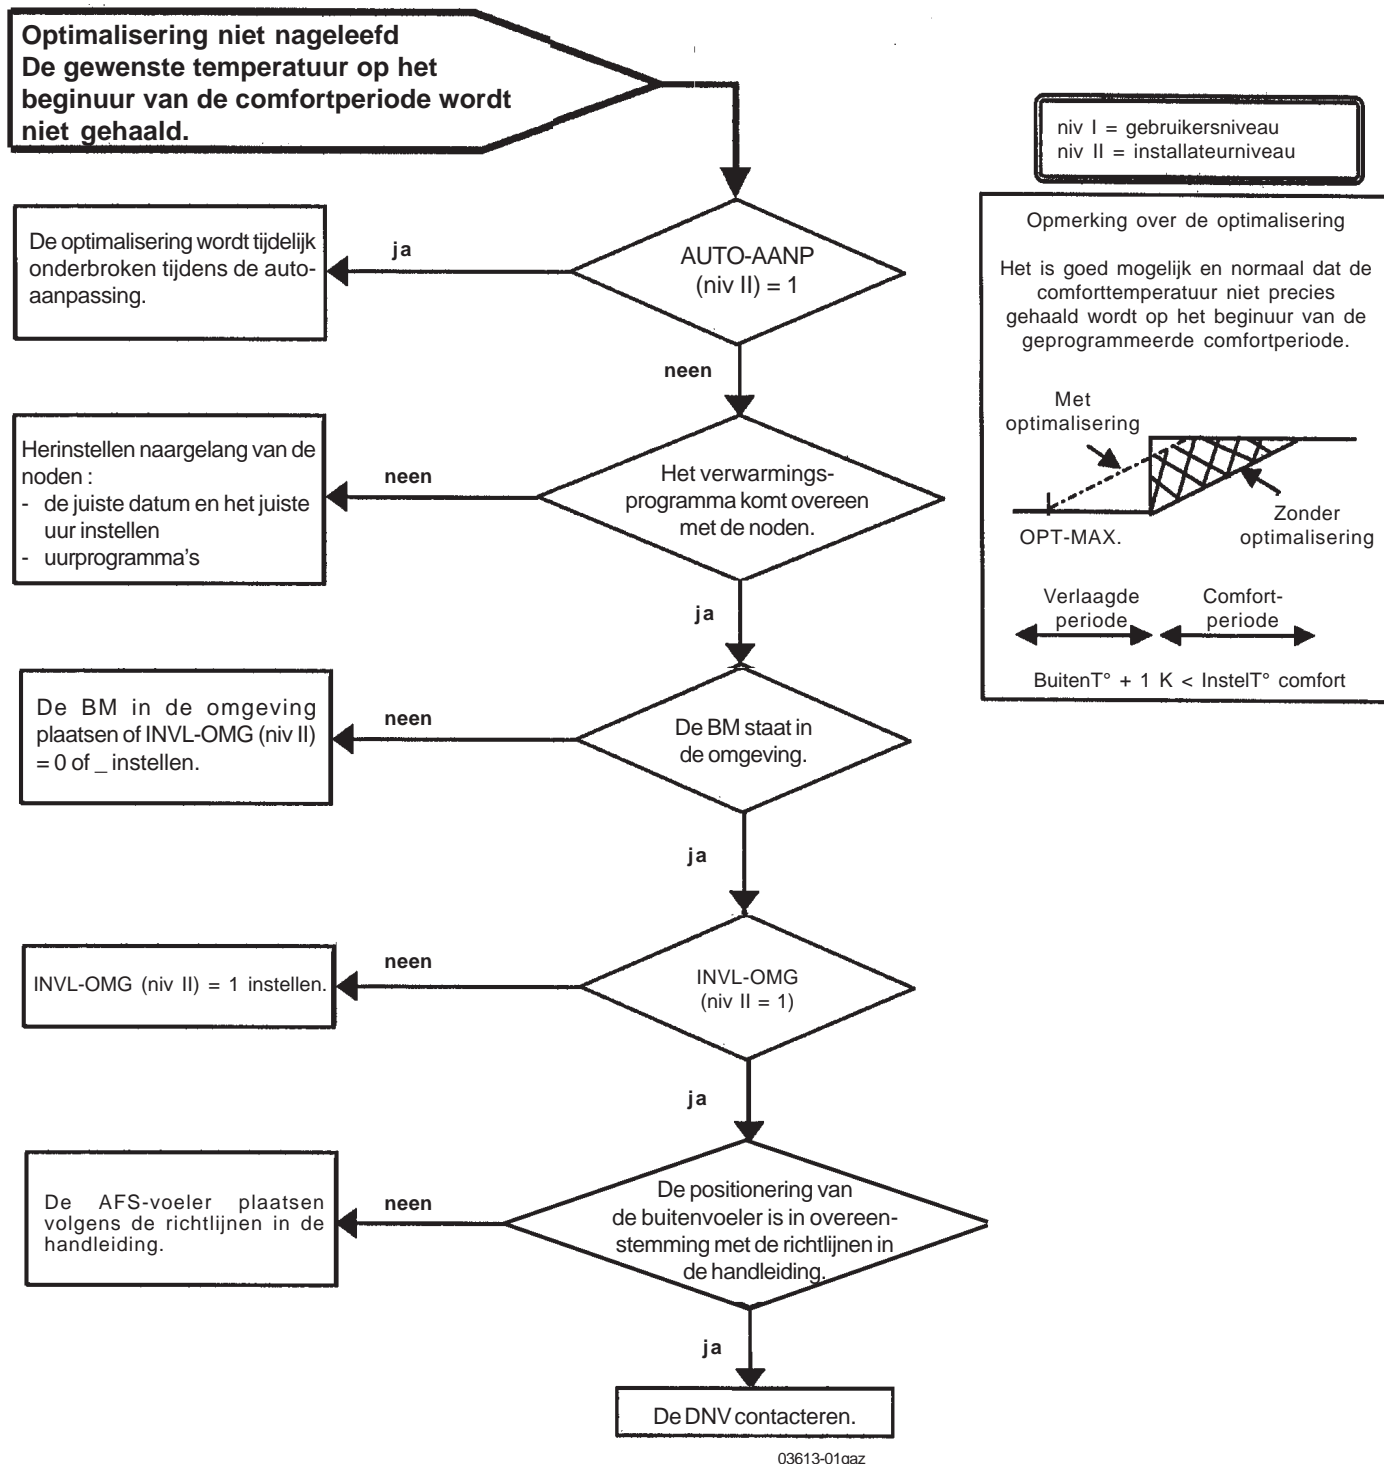 Optimalisering niet nageleefd
De gewenste temperatuur op het
beginuur van de comfortperiode wordt
niet gehaald.
niv I = gebruikersniveau
niv II = installateurniveau
De optimalisering wordt tijdelijk
onderbroken tijdens de auto-
aanpassing.
ja
AUTO-AANP
(niv II) = 1
neen
Opmerking over de optimalisering
Het is goed mogelijk en normaal dat de
comforttemperatuur niet precies
gehaald wordt op het beginuur van de
geprogrammeerde comfortperiode.
Met
optimalisering
OPT-MAX.
Zonder
optimalisering
Verlaagde
periode
Comfort-
periode
BuitenT° + 1 K < InstelT° comfort
Herinstellen naargelang van de
noden :
- de juiste datum en het juiste
uur instellen
- uurprogramma's
neen
Het verwarmings-
programma komt overeen
met de noden.
ja
De BM in de omgeving
plaatsen of INVL-OMG (niv II)
= 0 of _ instellen.
neen
De BM staat in
de omgeving.
ja
INVL-OMG (niv II) = 1 instellen.
neen
INVL-OMG
(niv II = 1)
ja
De AFS-voeler plaatsen
volgens de richtlijnen in de
handleiding.
neen
De positionering van
de buitenvoeler is in overeen-
stemming met de richtlijnen in
de handleiding.
ja
De DNV contacteren.
03613-01gaz